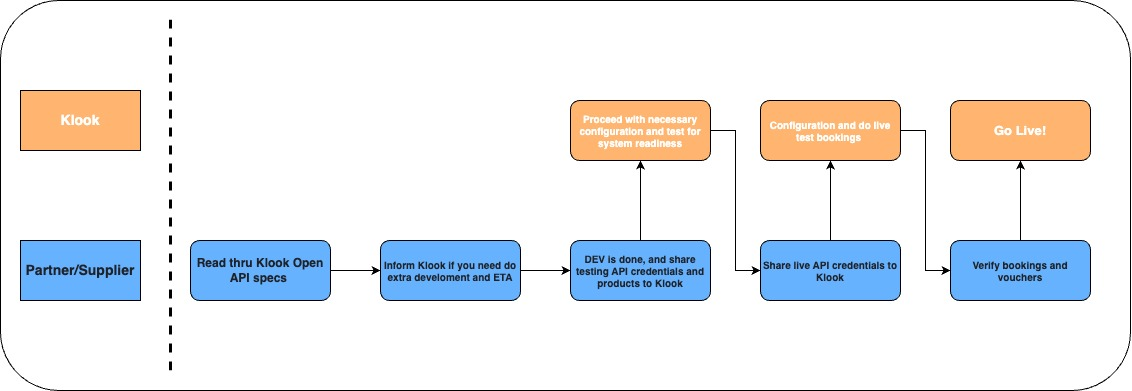 Klook
Proceed with necessary
configuration and test for
system readiness
Configuration and do live
test bookings
Go Live!
Partner/Supplier
Read thru Klook Open
API specs
Inform Klook if you need do
extra develoment and ETA
DEV is done, and share
testing API credentials and
products to Klook
Share live API credentials to
Klook
Verify bookings and
vouchers